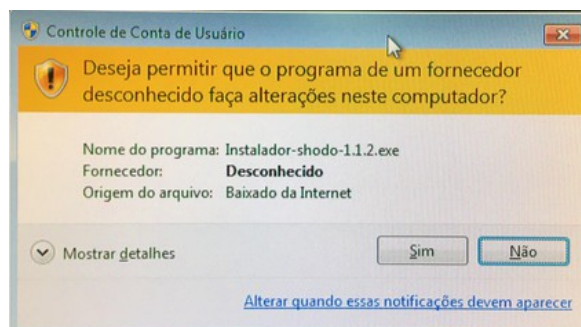 Controle de Conta de Usuário
Deseja permitir que o programa de um fornecedor
desconhecido faça alterações neste computador?
Nome do programa: Instalador-shodo-1.1.2.exe
Fornecedor: Desconhecido
Origem do arquivo: Baixado da Internet
Mostrar detalhes Sim Não
Alterar quando essas notificações devem aparecer